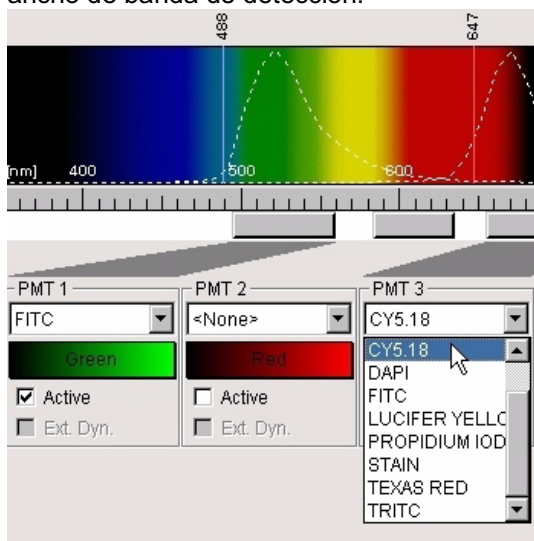 ancho de banda de detección.
488
647
[nm] 400 500 600
PMT 1 PMT 2 PMT 3
FITC <None> CY5.18
Green Red CY5.18
DAPI
Active Active FITC
Ext. Dyn. Ext. Dyn. LUCIFER YELLO
PROPIDIUM IOD
STAIN
TEXAS RED
TRITC